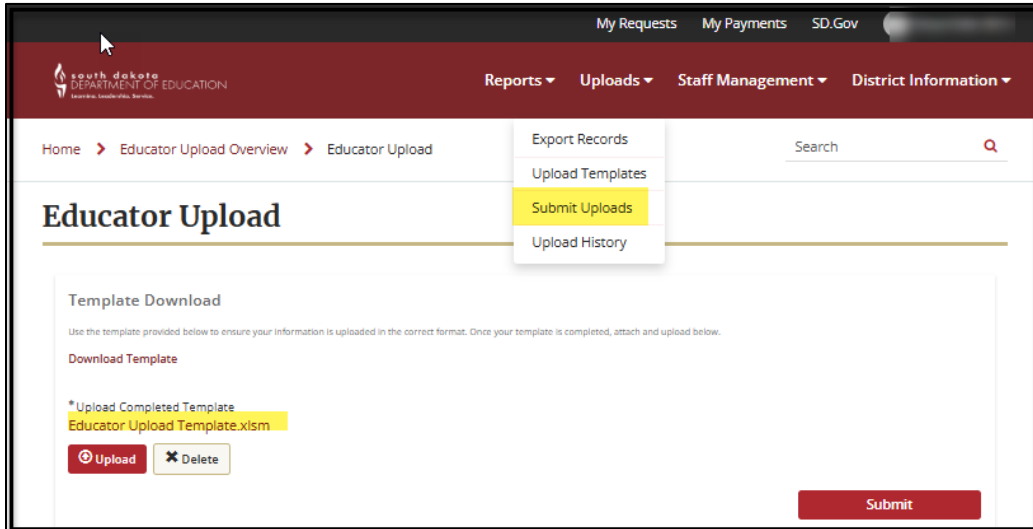 My Requests My Payments SD.Gov
south dakota
DEPARTMENT OF EDUCATION
Learning. Leadership. Service.
Reports Uploads Staff Management District Information
Home Educator Upload Overview Educator Upload
Search
Export Records
Upload Templates
Submit Uploads
Upload History
Educator Upload
Template Download
Use the template provided below to ensure your information is uploaded in the correct format. Once your template is completed, attach and upload below.
Download Template
*Upload Completed Template
Educator Upload Template.xlsm
Upload Delete
Submit